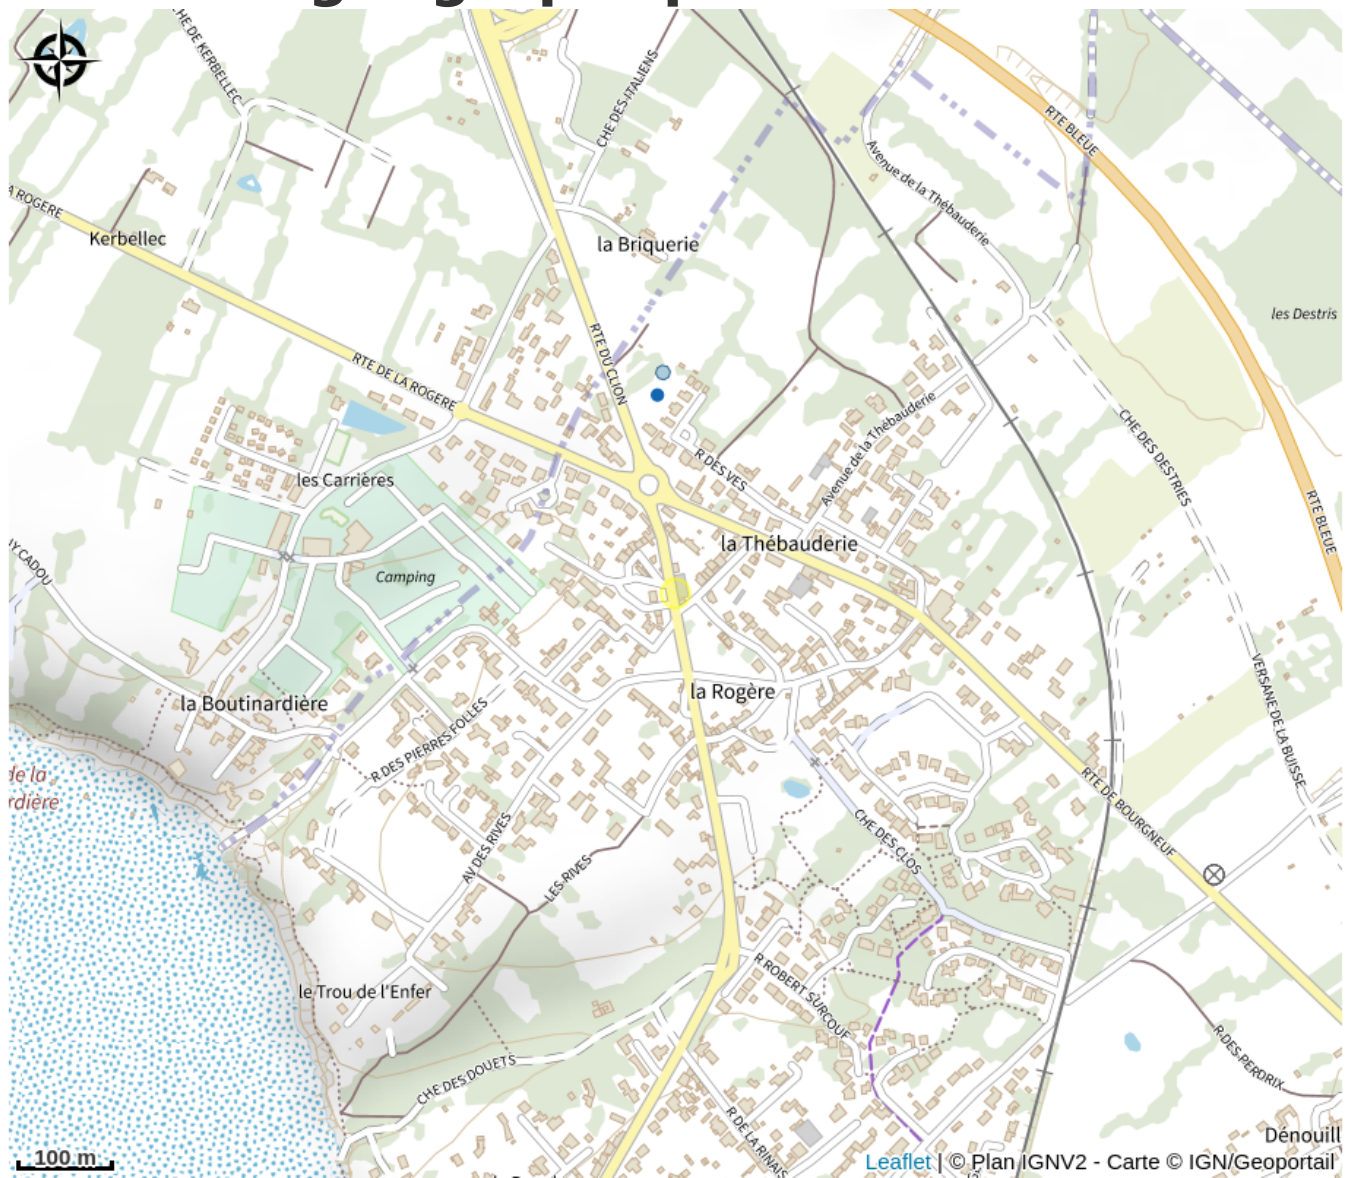 CHE DE KERBELLEC
CHE DES ITALIENS
RTE BLEUE
Avenue de la Thébauderie
A ROGERE
Kerbellec
la Briquerie
les Destris
RTE DU CLION
RTE DE LA ROGERE
Avenue de la Thébauderie
CHE DES DESTRIES
R DES VES
les Carrières
RTE BLEUE
la Thébauderie
Y CADOU
Camping
la Rogère
la Boutinardière
VERSANE DE LA BUISSE
R DES PIERRES FOLLES
de la
rdière
RTE DE BOURGNEUF
AV DES RIVES
CHE DES CLOS
LES RIVES
le Trou de l'Enfer
R ROBERT SURCOUF
CHE DES DOUETS
R DES PERDRIX
R DE LA RINAIS
Dénouill
100 m
Leaflet | © Plan IGNV2 - Carte © IGN/Geoportail